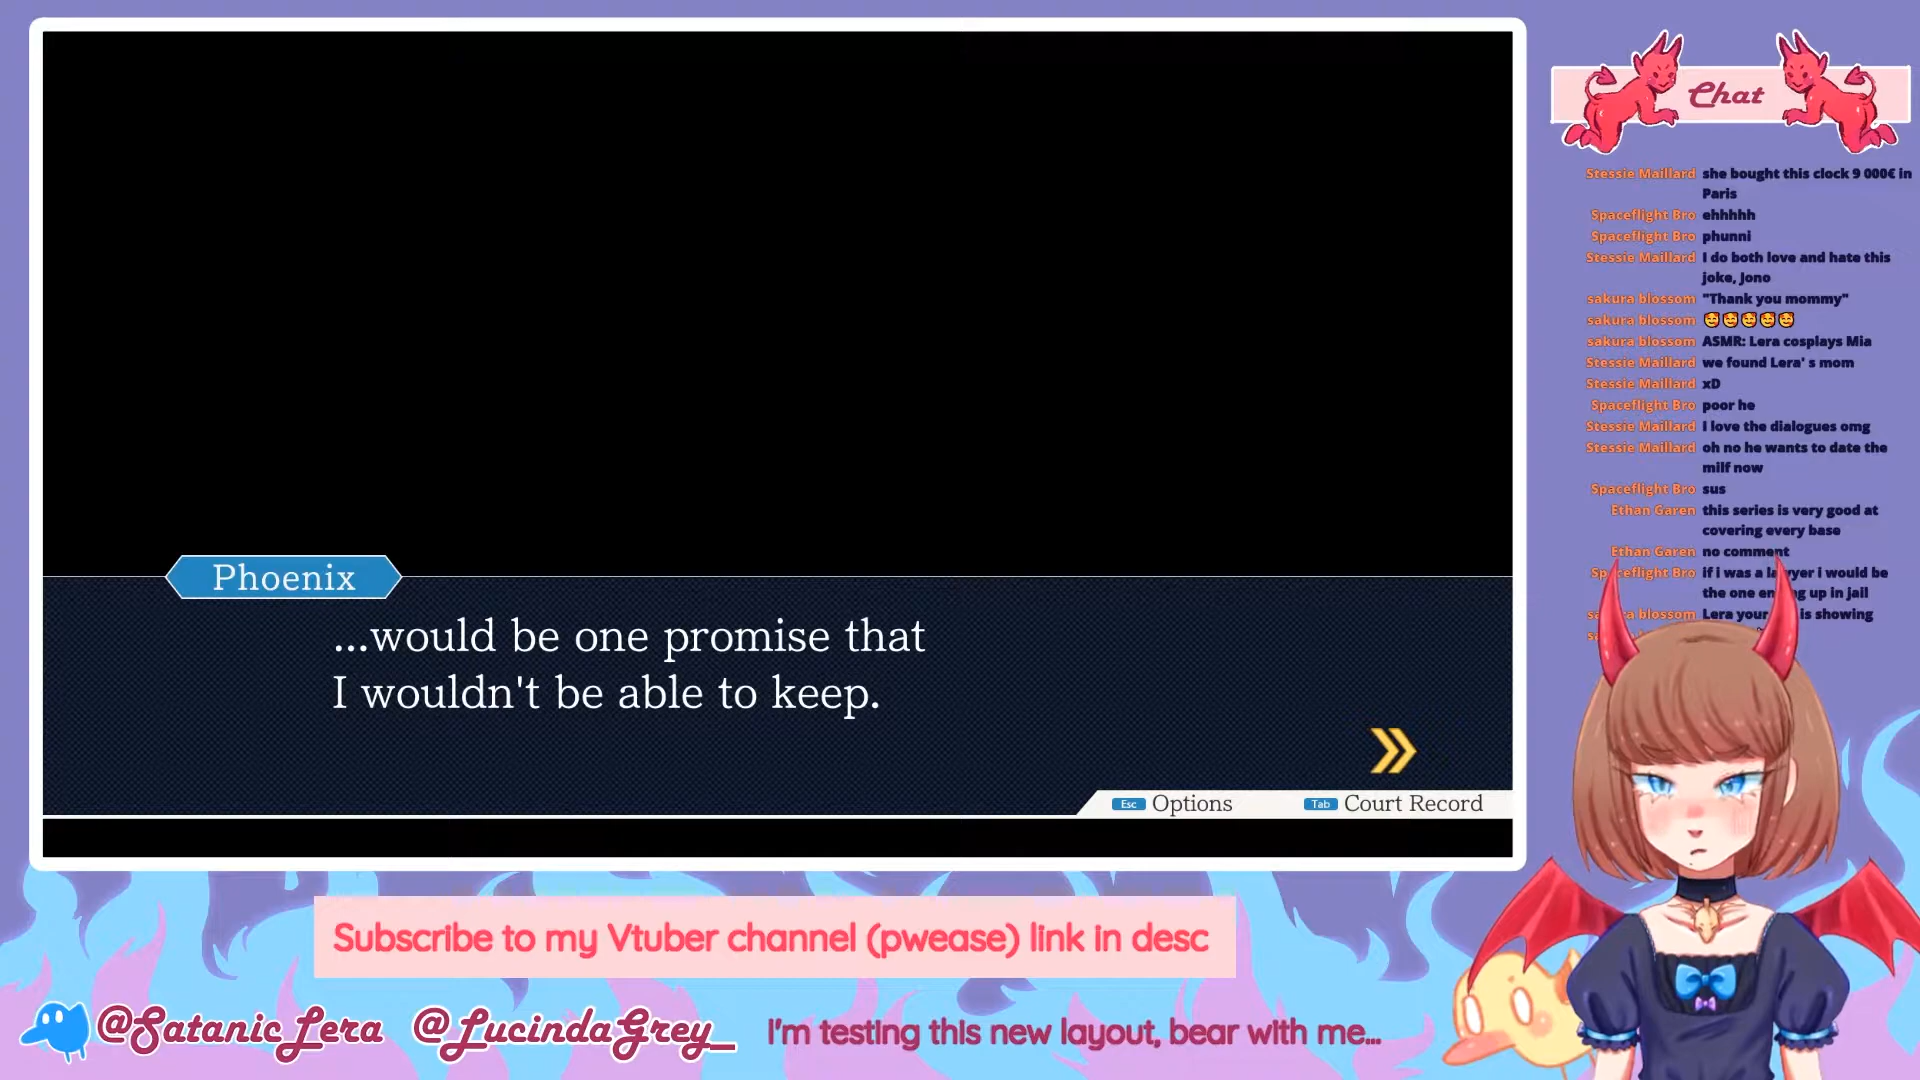 Chat
Stessie Maillard she bought this clock 9 000€ in
Paris
Spaceflight Bro ehhhhh
Spaceflight Bro phunni
Stessie Maillard I do both love and hate this
joke, Jono
sakura blossom "Thank you mommy"
sakura blossom 🥰🥰🥰🥰🥰
sakura blossom ASMR: Lera cosplays Mia
Stessie Maillard we found Lera' s mom
Stessie Maillard xD
Spaceflight Bro poor he
Stessie Maillard I love the dialogues omg
Stessie Maillard oh no he wants to date the
milf now
Spaceflight Bro sus
Ethan Garen this series is very good at
covering every base
Ethan Garen no comment
Spaceflight Bro if i was a lawyer i would be
the one ending up in jail
sakura blossom Lera your is showing
Phoenix
...would be one promise that
I wouldn't be able to keep.
Esc Options Tab Court Record
Subscribe to my Vtuber channel (pwease) link in desc
@SatanicLera @LucindaGrey_ I'm testing this new layout, bear with me...